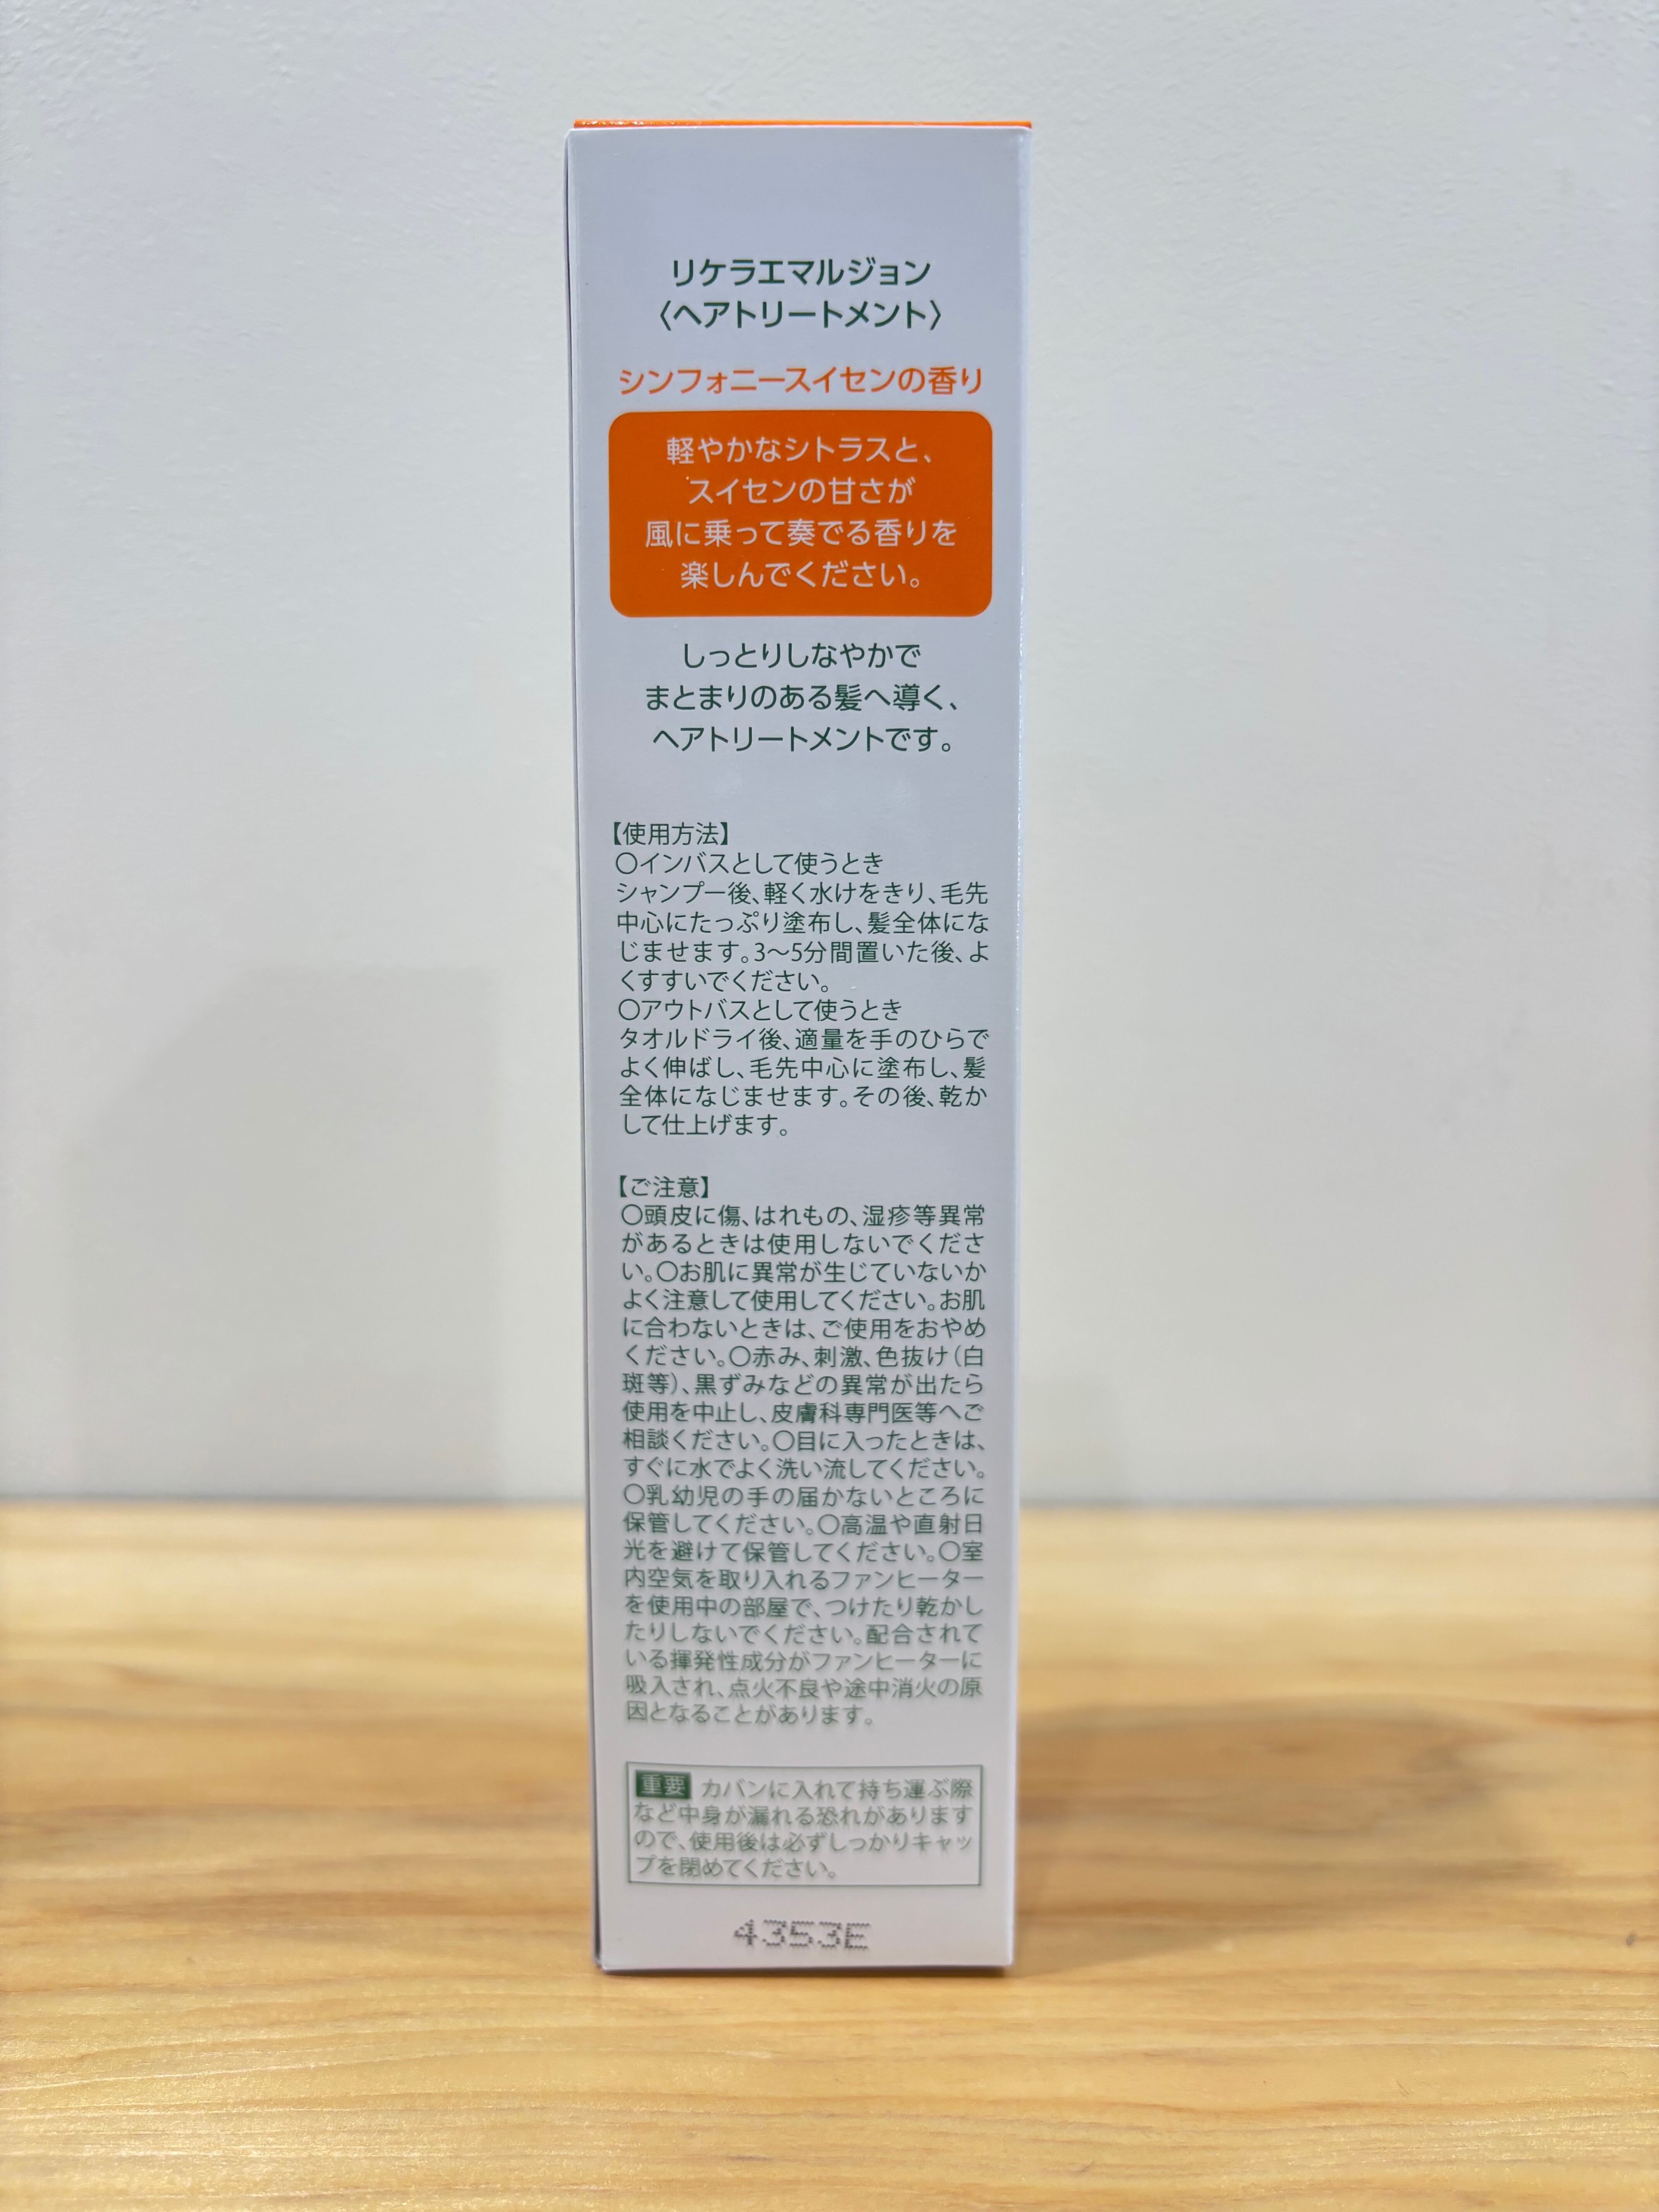 リケラエマルジョン
〈ヘアトリートメント〉
シンフォニースイセンの香り
軽やかなシトラスと、
スイセンの甘さが
風に乗って奏でる香りを
楽しんでください。
しっとりしなやかで
まとまりのある髪へ導く、
ヘアトリートメントです。
【使用方法】
〇インバスとして使うとき
シャンプー後、軽く水けをきり、毛先
中心にたっぷり塗布し、髪全体にな
じませます。3〜5分間置いた後、よ
くすすいでください。
〇アウトバスとして使うとき
タオルドライ後、適量を手のひらで
よく伸ばし、毛先中心に塗布し、髪
全体になじませます。その後、乾か
して仕上げます。
【ご注意】
〇頭皮に傷、はれもの、湿疹等異常
があるときは使用しないでくださ
い。〇お肌に異常が生じていないか
よく注意して使用してください。お肌
に合わないときは、ご使用をおやめ
ください。〇赤み、刺激、色抜け（白
斑等）、黒ずみなどの異常が出たら
使用を中止し、皮膚科専門医等へご
相談ください。〇目に入ったときは、
すぐに水でよく洗い流してください。
〇乳幼児の手の届かないところに
保管してください。〇高温や直射日
光を避けて保管してください。〇室
内空気を取り入れるファンヒーター
を使用中の部屋で、つけたり乾かし
たりしないでください。配合されて
いる揮発性成分がファンヒーターに
吸入され、点火不良や途中消火の原
因となることがあります。
重要 カバンに入れて持ち運ぶ際
など中身が漏れる恐れがあります
ので、使用後は必ずしっかりキャッ
プを閉めてください。
4353E